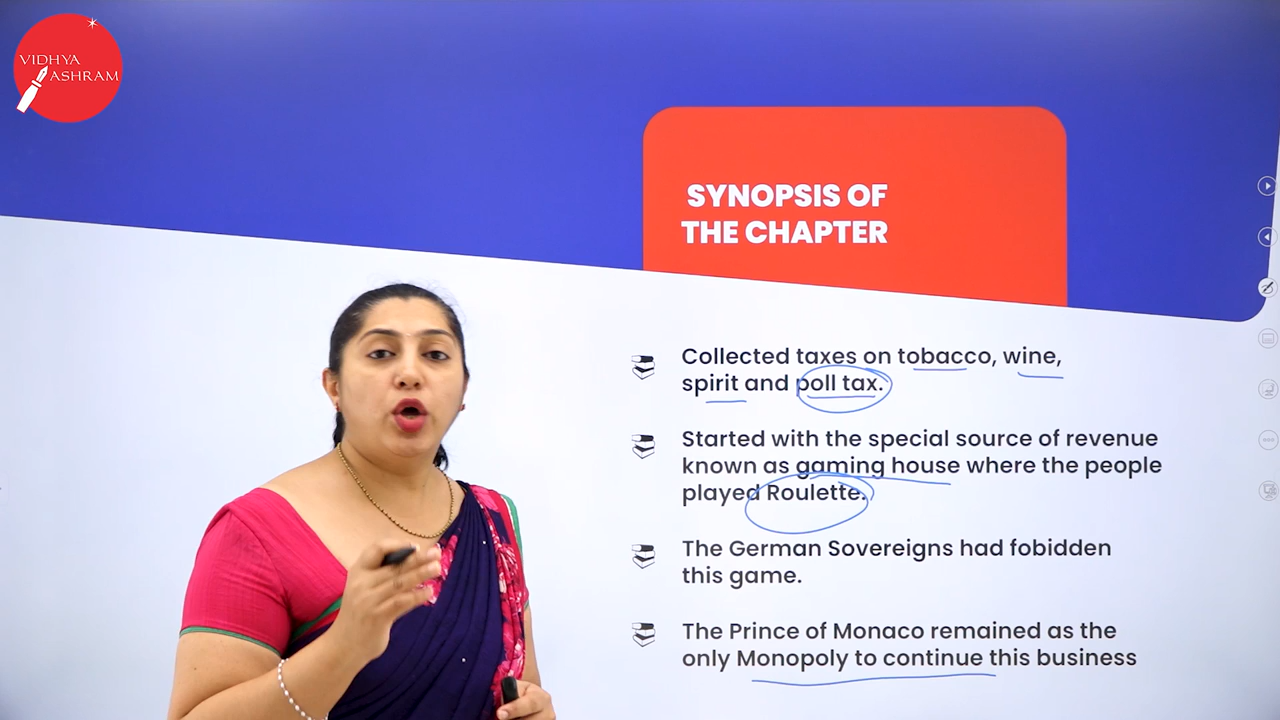 VIDHYA
ASHRAM
SYNOPSIS OF
THE CHAPTER
Collected taxes on tobacco, wine,
spirit and poll tax.
Started with the special source of revenue
known as gaming house where the people
played Roulette.
The German Sovereigns had fobidden
this game.
The Prince of Monaco remained as the
only Monopoly to continue this business